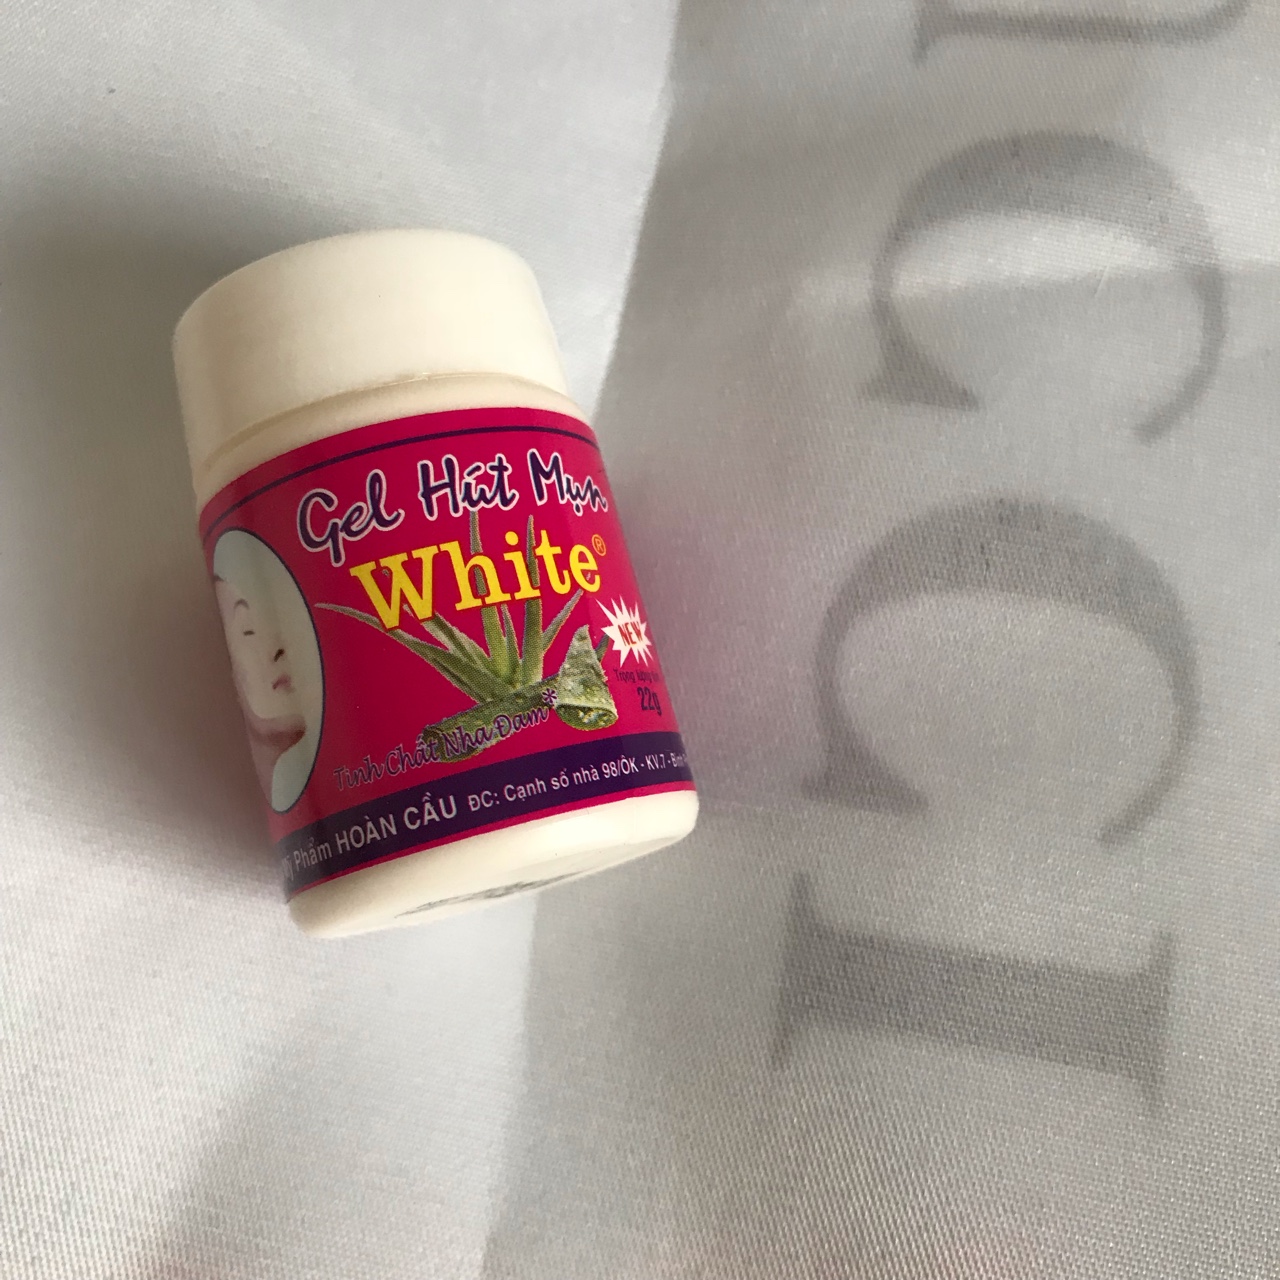 Gel Hút Mụn
White®
NEW
22g
Tinh Chất Nha Đam*
Phẩm HOÀN CẦU ĐC: Cạnh số nhà 98/ÔK - KV.7 -